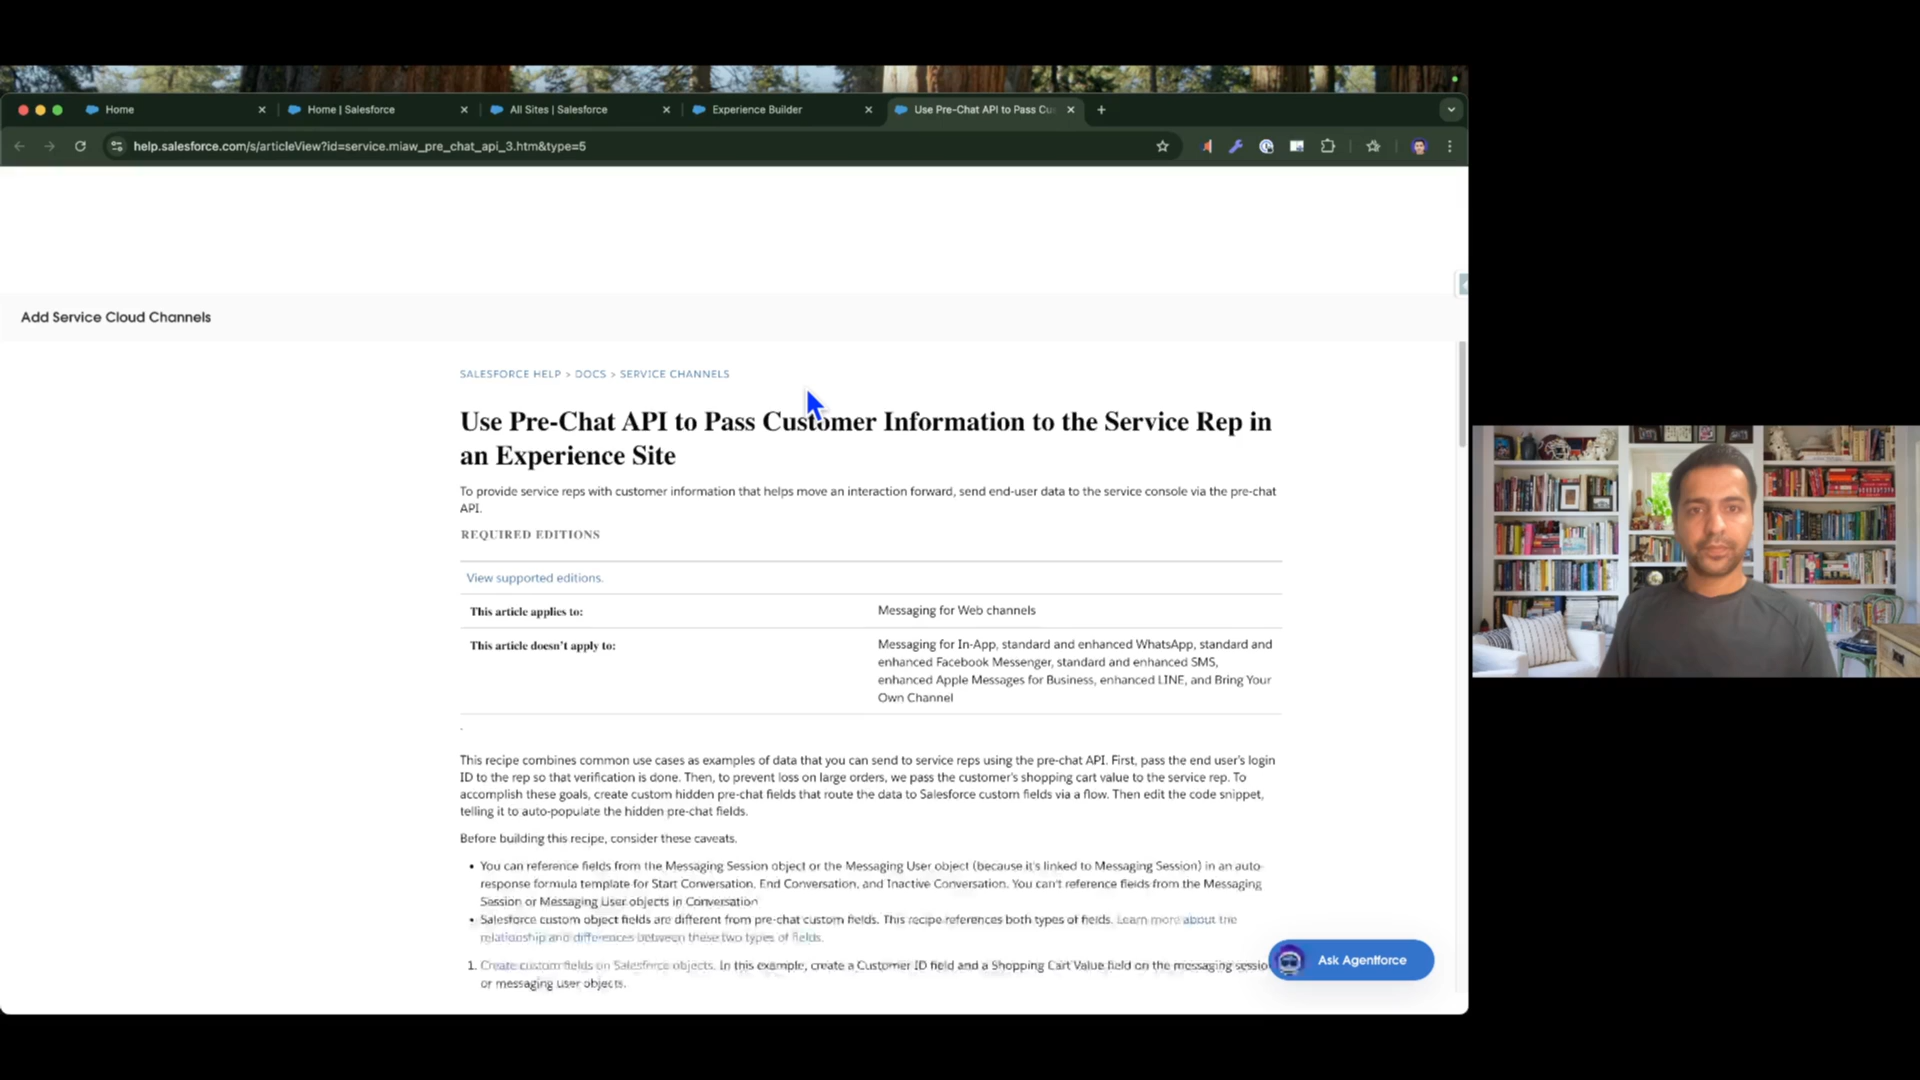 Home
Home | Salesforce
All Sites | Salesforce
Experience Builder
Use Pre-Chat API to Pass Cu
help.salesforce.com/s/articleView?id=service.miaw_pre_chat_api_3.htm&type=5
Add Service Cloud Channels
SALESFORCE HELP > DOCS > SERVICE CHANNELS
Use Pre-Chat API to Pass Customer Information to the Service Rep in
an Experience Site
To provide service reps with customer information that helps move an interaction forward, send end-user data to the service console via the pre-chat
API.
REQUIRED EDITIONS
View supported editions.
This article applies to:
Messaging for Web channels
This article doesn't apply to:
Messaging for In-App, standard and enhanced WhatsApp, standard and
enhanced Facebook Messenger, standard and enhanced SMS,
enhanced Apple Messages for Business, enhanced LINE, and Bring Your
Own Channel
.
This recipe combines common use cases as examples of data that you can send to service reps using the pre-chat API. First, pass the end user's login
ID to the rep so that verification is done. Then, to prevent loss on large orders, we pass the customer's shopping cart value to the service rep. To
accomplish these goals, create custom hidden pre-chat fields that route the data to Salesforce custom fields via a flow. Then edit the code snippet,
telling it to auto-populate the hidden pre-chat fields.
Before building this recipe, consider these caveats.
• You can reference fields from the Messaging Session object or the Messaging User object (because it's linked to Messaging Session) in an auto-
response formula template for Start Conversation, End Conversation, and Inactive Conversation. You can't reference fields from the Messaging
Session or Messaging User objects in Conversation
• Salesforce custom object fields are different from pre-chat custom fields. This recipe references both types of fields. Learn more about the
relationship and differences between these two types of fields.
1. Create custom fields on Salesforce objects. In this example, create a Customer ID field and a Shopping Cart Value field on the messaging sessio
or messaging user objects.
Ask Agentforce